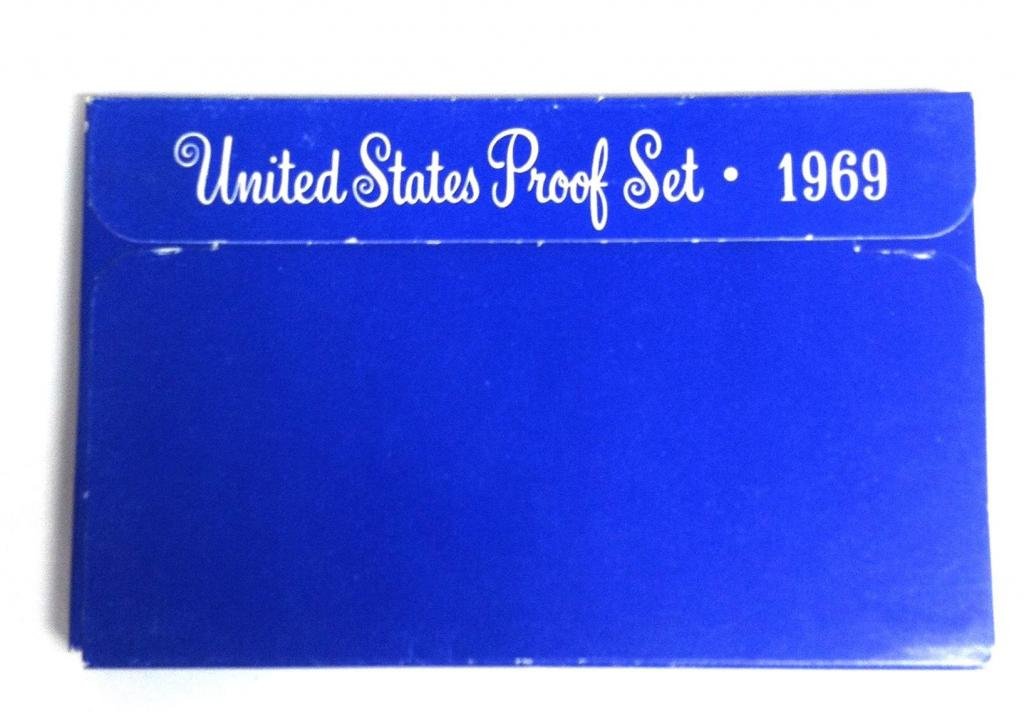 United States Proof Set • 1969